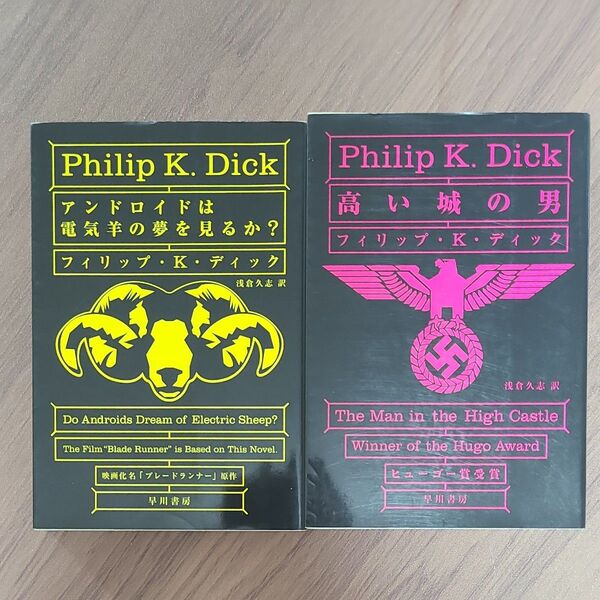 Philip K. Dick
アンドロイドは
電気羊の夢を見るか?
フィリップ・K・ディック
浅倉久志 訳
Do Androids Dream of Electric Sheep?
The Film "Blade Runner" is Based on This Novel.
映画化名「ブレードランナー」原作
早川書房
Philip K. Dick
高い城の男
フィリップ・K・ディック
浅倉久志 訳
The Man in the High Castle
Winner of the Hugo Award
ヒューゴー賞受賞
早川書房